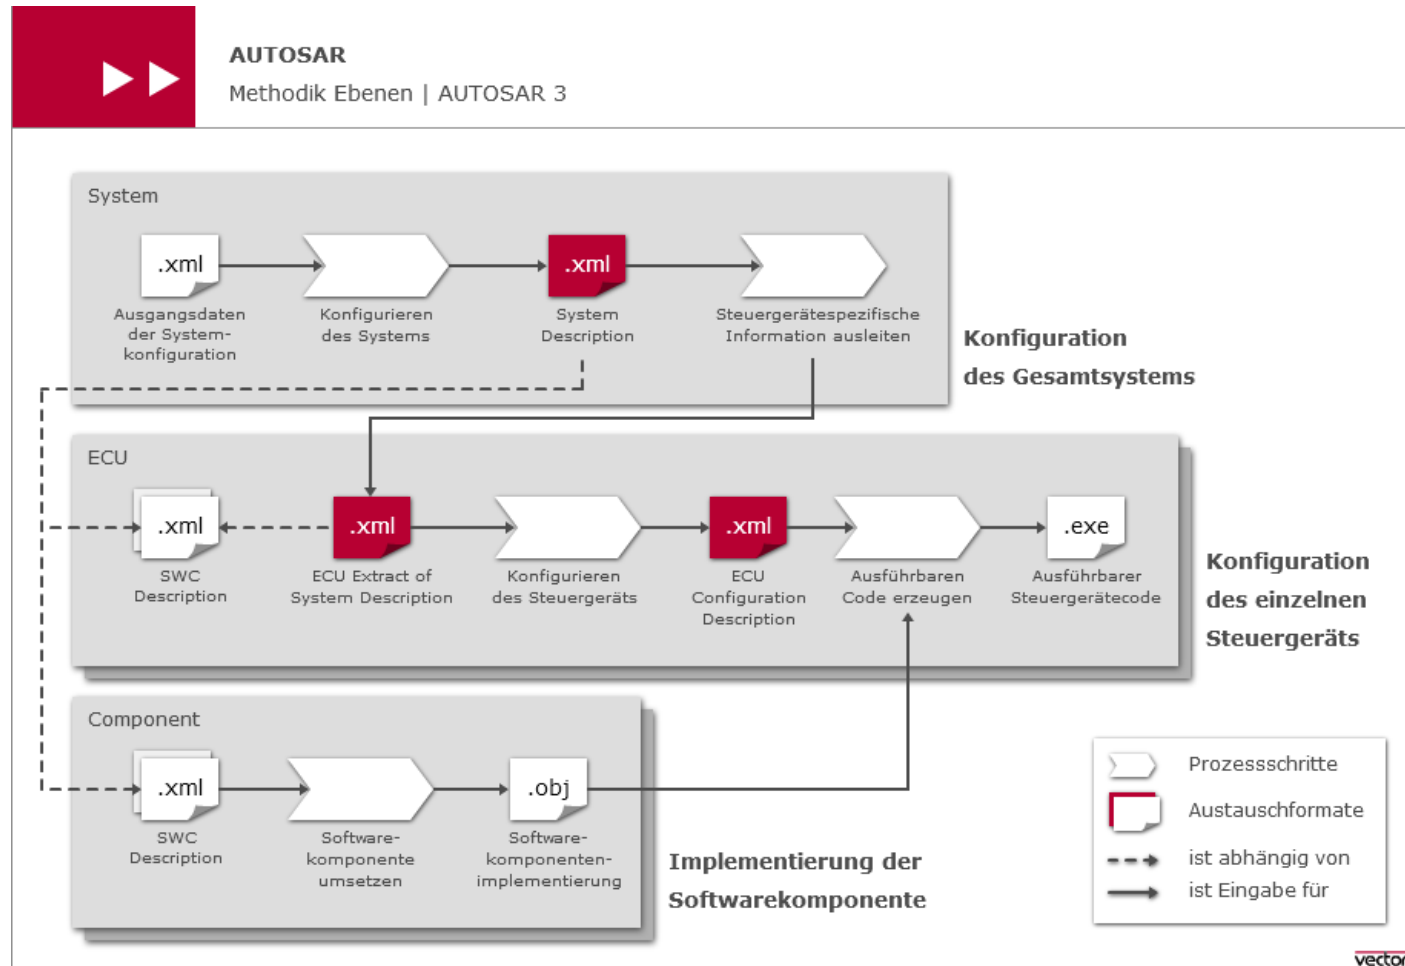 AUTOSAR
Methodik Ebenen | AUTOSAR 3
System
.xml
.xml
Ausgangsdaten
der System-
konfiguration
Konfigurieren
des Systems
System
Description
Steuergerätespezifische
Information ausleiten
Konfiguration
des Gesamtsystems
ECU
.xml
.xml
.xml
.exe
SWC
Description
ECU Extract of
System Description
Konfigurieren
des Steuergeräts
ECU
Configuration
Description
Ausführbaren
Code erzeugen
Ausführbarer
Steuergerätecode
Konfiguration
des einzelnen
Steuergeräts
Component
.xml
.obj
SWC
Description
Software-
komponente
umsetzen
Software-
komponenten-
implementierung
Implementierung der
Softwarekomponente
Prozessschritte
Austauschformate
ist abhängig von
ist Eingabe für
vector